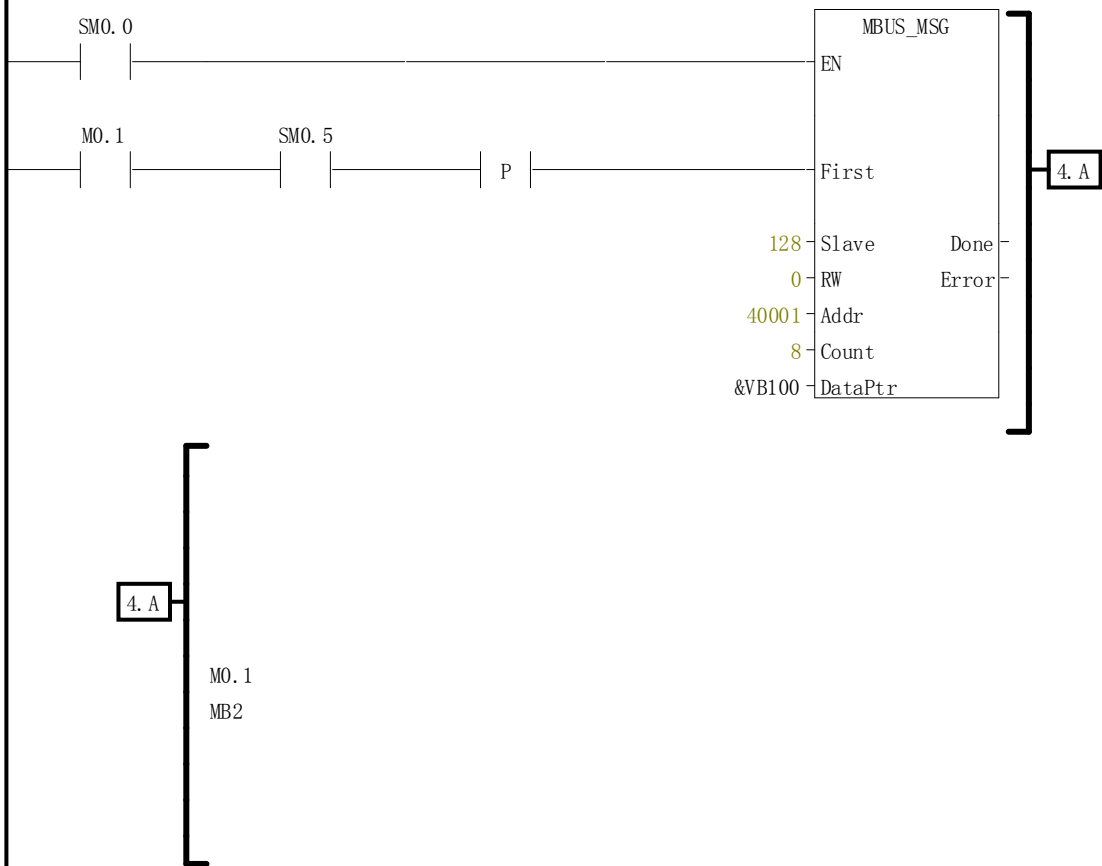 SM0.0
MBUS_MSG
EN
M0.1
SM0.5
P
First
4.A
128
Slave
Done
0
RW
Error
40001
Addr
8
Count
&VB100
DataPtr
4.A
M0.1
MB2